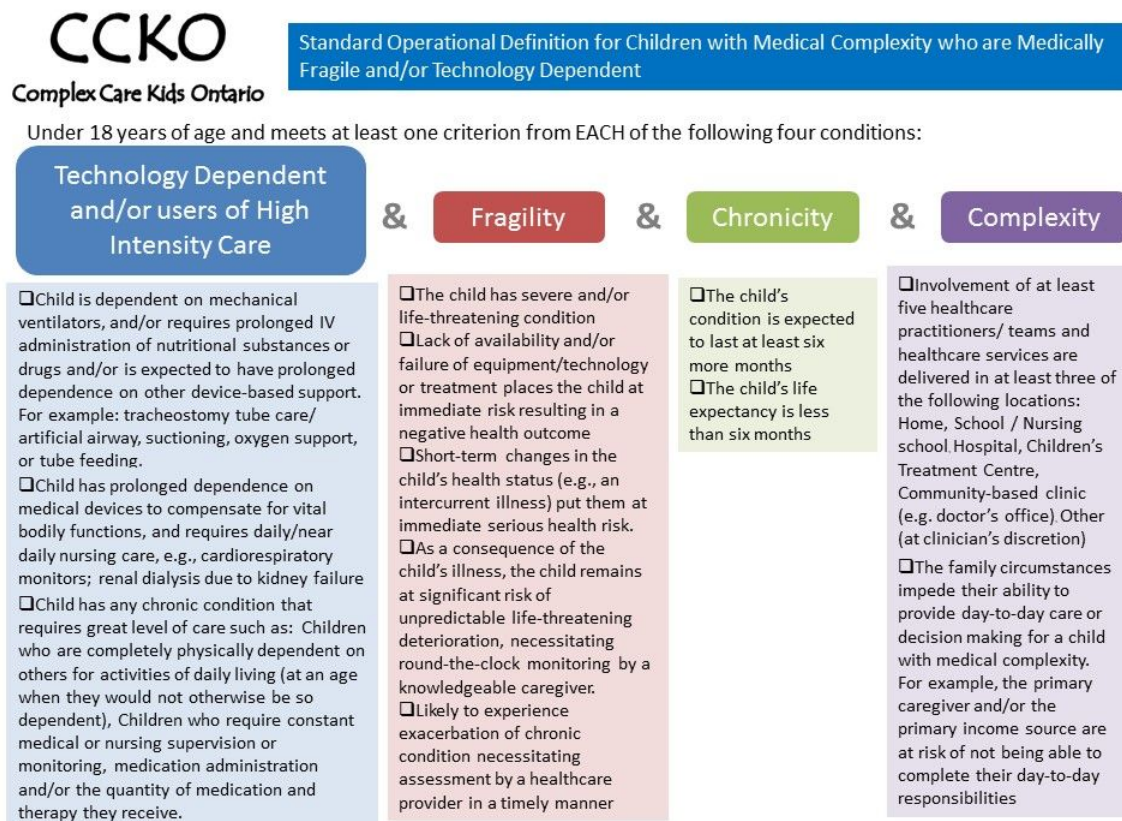 CCKO
Complex Care Kids Ontario
Standard Operational Definition for Children with Medical Complexity who are Medically
Fragile and/or Technology Dependent
Under 18 years of age and meets at least one criterion from EACH of the following four conditions:
Technology Dependent
and/or users of High
Intensity Care
&
Fragility
&
Chronicity
&
Complexity
❑Child is dependent on mechanical
ventilators, and/or requires prolonged IV
administration of nutritional substances or
drugs and/or is expected to have prolonged
dependence on other device-based support.
For example: tracheostomy tube care/
artificial airway, suctioning, oxygen support,
or tube feeding.
❑Child has prolonged dependence on
medical devices to compensate for vital
bodily functions, and requires daily/near
daily nursing care, e.g., cardiorespiratory
monitors; renal dialysis due to kidney failure
❑Child has any chronic condition that
requires great level of care such as: Children
who are completely physically dependent on
others for activities of daily living (at an age
when they would not otherwise be so
dependent), Children who require constant
medical or nursing supervision or
monitoring, medication administration
and/or the quantity of medication and
therapy they receive.
❑The child has severe and/or
life-threatening condition
❑Lack of availability and/or
failure of equipment/technology
or treatment places the child at
immediate risk resulting in a
negative health outcome
❑Short-term changes in the
child's health status (e.g., an
intercurrent illness) put them at
immediate serious health risk.
❑As a consequence of the
child's illness, the child remains
at significant risk of
unpredictable life-threatening
deterioration, necessitating
round-the-clock monitoring by a
knowledgeable caregiver.
❑Likely to experience
exacerbation of chronic
condition necessitating
assessment by a healthcare
provider in a timely manner
❑The child's
condition is expected
to last at least six
more months
❑The child's life
expectancy is less
than six months
❑Involvement of at least
five healthcare
practitioners/ teams and
healthcare services are
delivered in at least three of
the following locations:
Home, School / Nursing
school, Hospital, Children's
Treatment Centre,
Community-based clinic
(e.g. doctor's office), Other
(at clinician's discretion)
❑The family circumstances
impede their ability to
provide day-to-day care or
decision making for a child
with medical complexity.
For example, the primary
caregiver and/or the
primary income source are
at risk of not being able to
complete their day-to-day
responsibilities